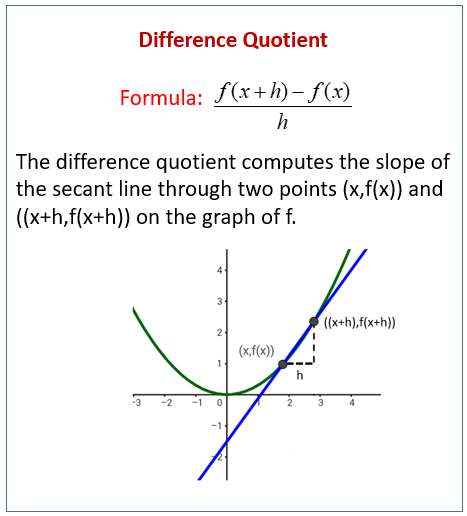 Difference Quotient
Formula: f(x+h)−f(x)
h
The difference quotient computes the slope of
the secant line through two points (x,f(x)) and
((x+h,f(x+h)) on the graph of f.
4
3
((x+h),f(x+h))
2
(x,f(x))
1
h
-3 -2 -1 0 1 2 3 4
-1
-2